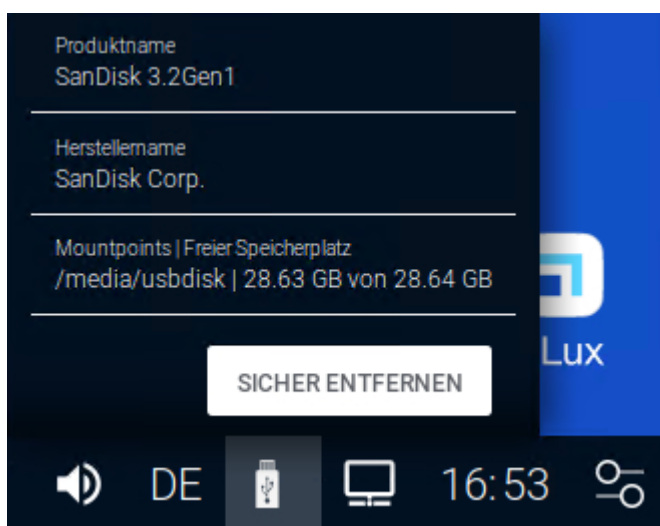 Produktname
SanDisk 3.2Gen1
Herstellername
SanDisk Corp.
Mountpoints | Freier Speicherplatz
/media/usbdisk | 28.63 GB von 28.64 GB
SICHER ENTFERNEN
Lux
DE
16:53